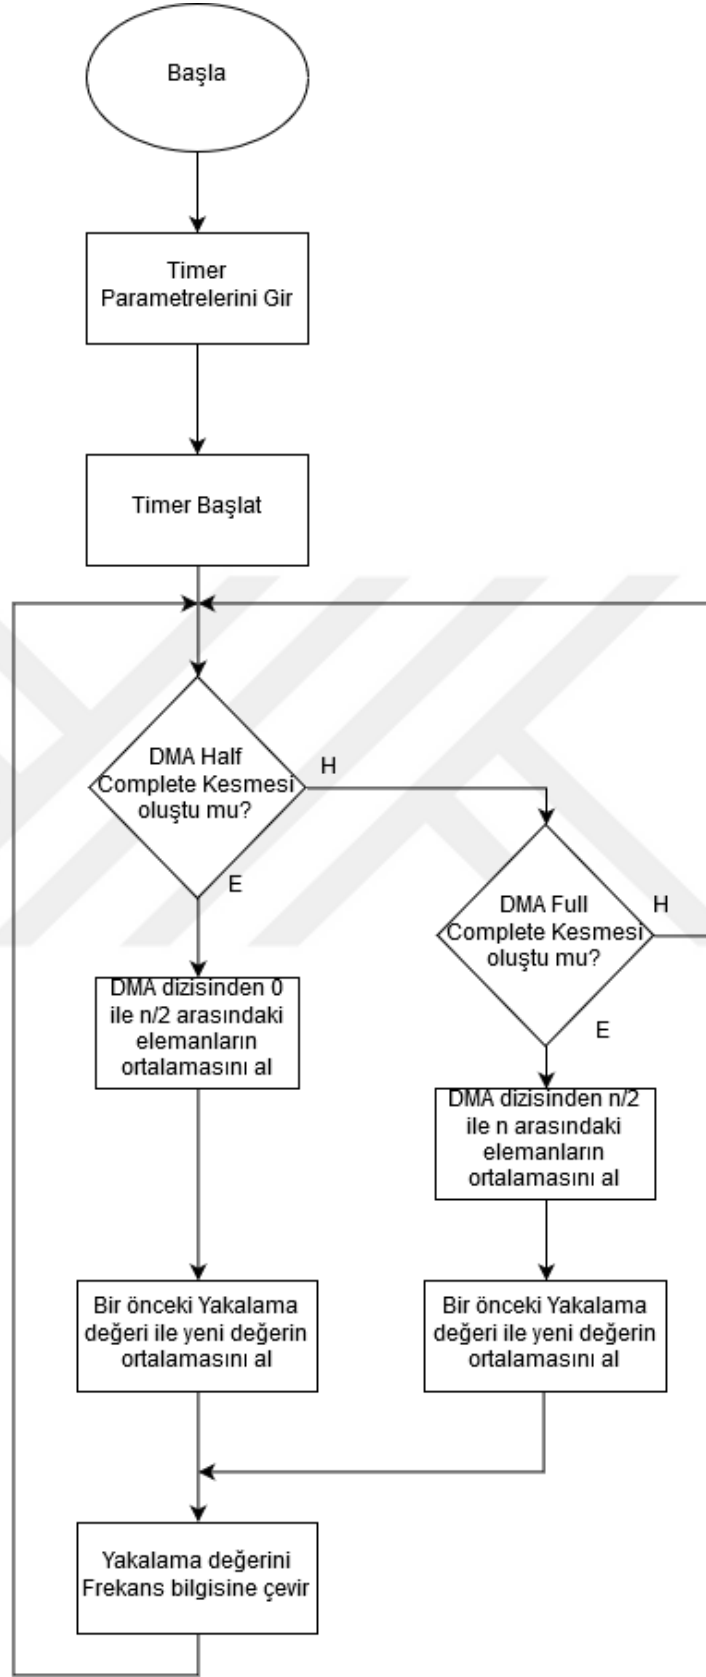 Başla
Timer
Parametrelerini Gir
Timer Başlat
DMA Half
Complete Kesmesi
oluştu mu?
H
E
DMA Full
Complete Kesmesi
oluştu mu?
H
E
DMA dizisinden 0
ile n/2 arasındaki
elemanların
ortalamasını al
DMA dizisinden n/2
ile n arasındaki
elemanların
ortalamasını al
Bir önceki Yakalama
değeri ile yeni değerin
ortalamasını al
Bir önceki Yakalama
değeri ile yeni değerin
ortalamasını al
Yakalama değerini
Frekans bilgisine çevir